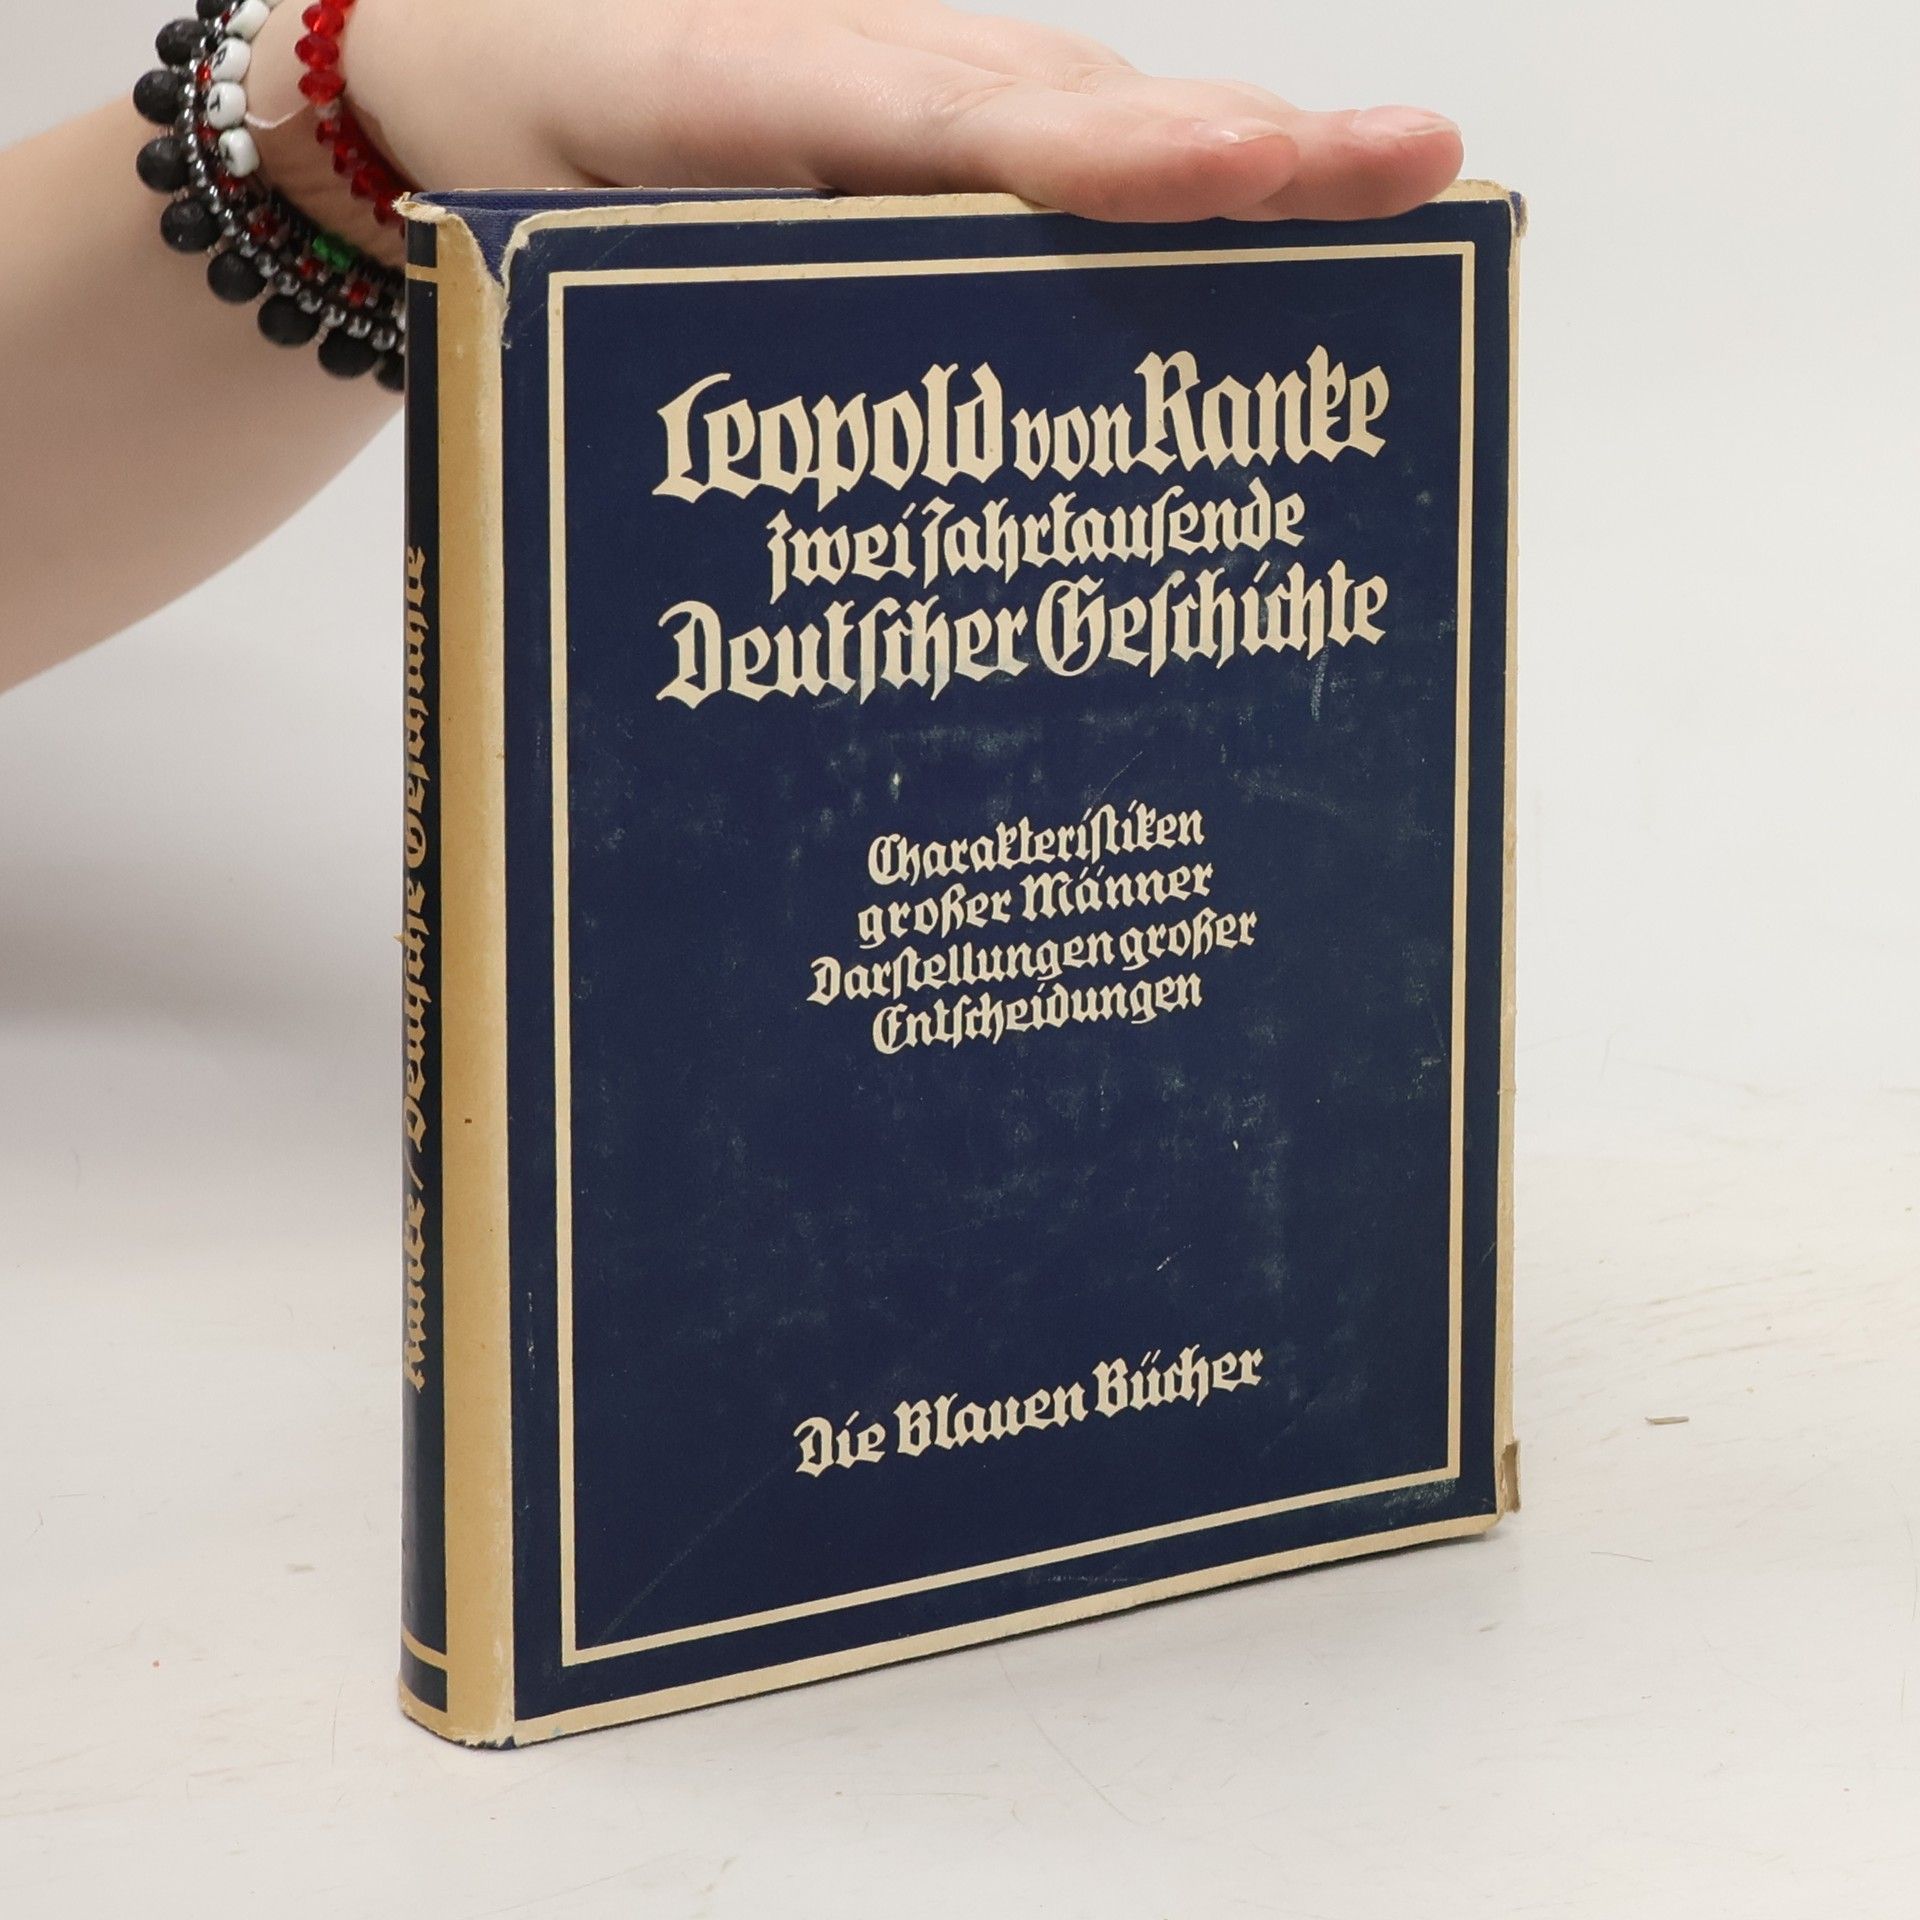 Leopold von Ranke
Zwei Jahrtausende
Deutscher Geschichte
Charakteristiken
großer Männer
Darstellungen großer
Entscheidungen
Die Blauen Bücher
Ranke / Deutsche Geschichte